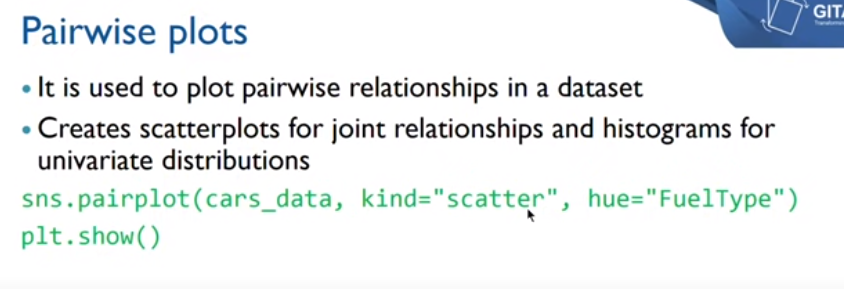 Pairwise plots
GITA
• It is used to plot pairwise relationships in a dataset
• Creates scatterplots for joint relationships and histograms for
univariate distributions
sns.pairplot(cars_data, kind="scatter", hue="FuelType")
plt.show()